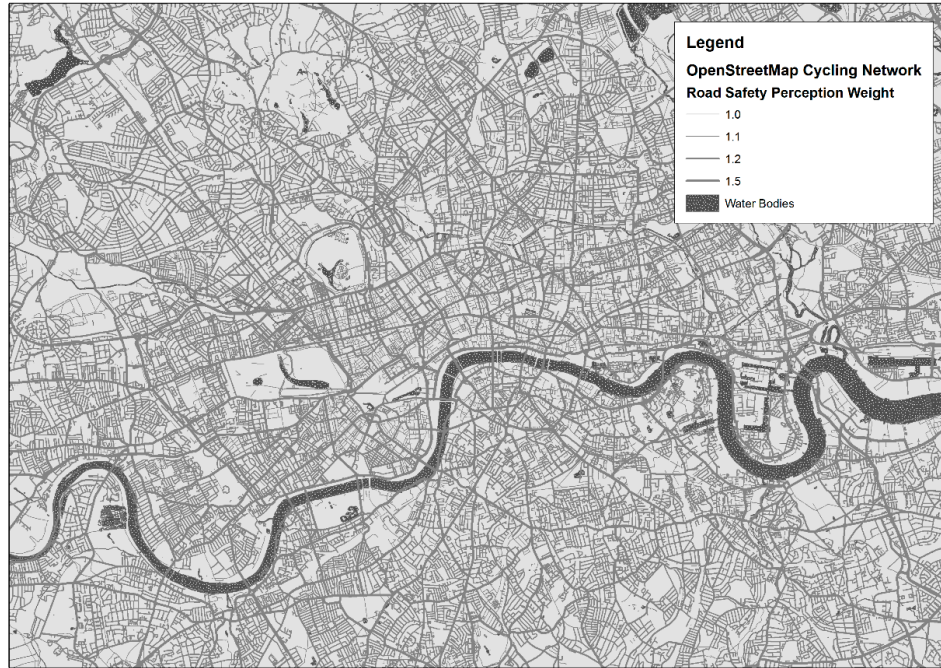 Legend
OpenStreetMap Cycling Network
Road Safety Perception Weight
1.0
1.1
1.2
1.5
Water Bodies